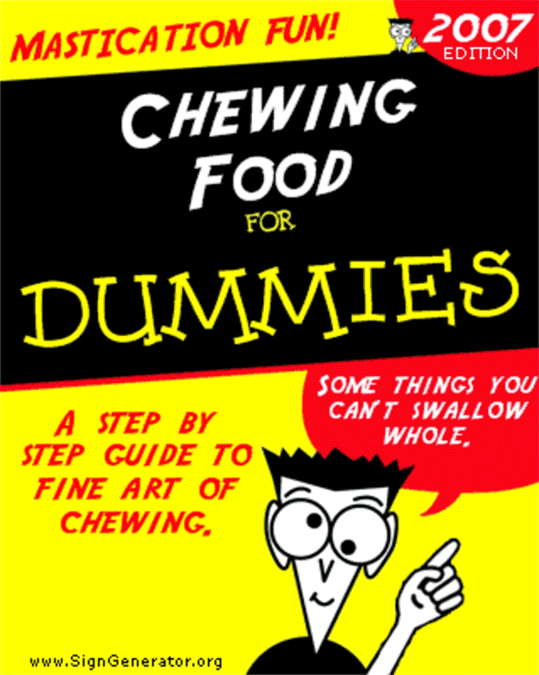 MASTICATION FUN!
2007
EDITION
CHEWING
FOOD
FOR
DUMMIES
SOME THINGS YOU
CAN'T SWALLOW
WHOLE.
A STEP BY
STEP GUIDE TO
FINE ART OF
CHEWING.
www.SignGenerator.org